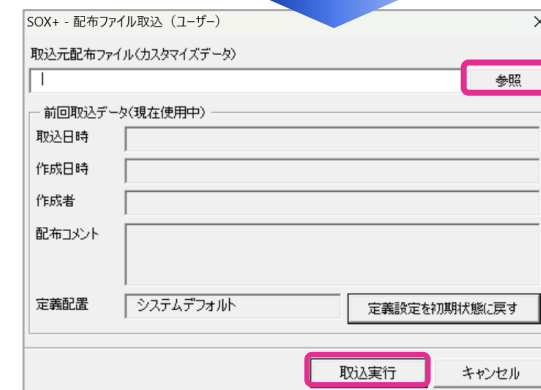 SOX+ - 配布ファイル取込（ユーザー）
取込元配布ファイル(カスタマイズデータ)
参照
前回取込データ(現在使用中)
取込日時
作成日時
作成者
配布コメント
定義配置 システムデフォルト 定義設定を初期状態に戻す
取込実行 キャンセル